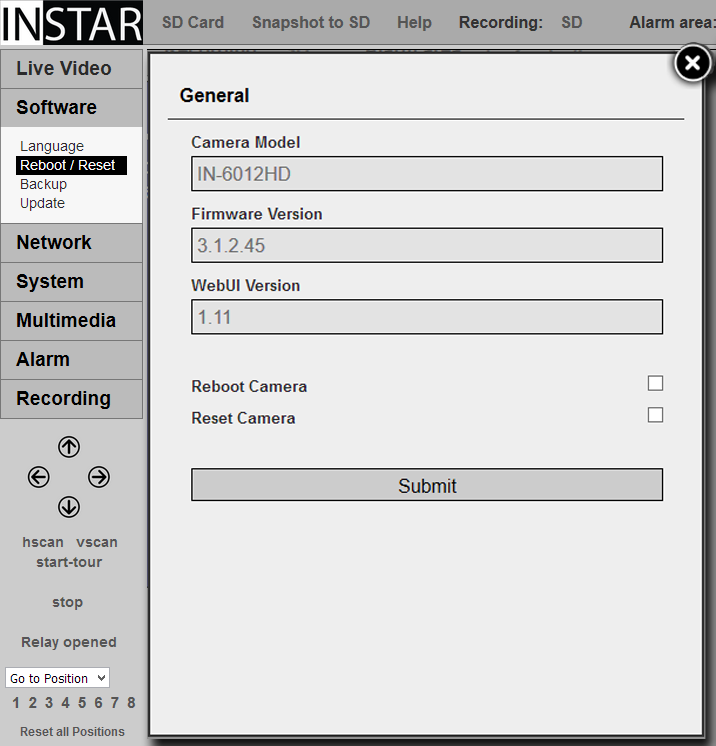 INSTAR
SD Card Snapshot to SD Help Recording: SD Alarm area:
Live Video
Software
Language
Reboot / Reset
Backup
Update
Network
System
Multimedia
Alarm
Recording
hscan vscan
start-tour
stop
Relay opened
Go to Position
1 2 3 4 5 6 7 8
Reset all Positions
General
Camera Model
IN-6012HD
Firmware Version
3.1.2.45
WebUI Version
1.11
Reboot Camera
Reset Camera
Submit